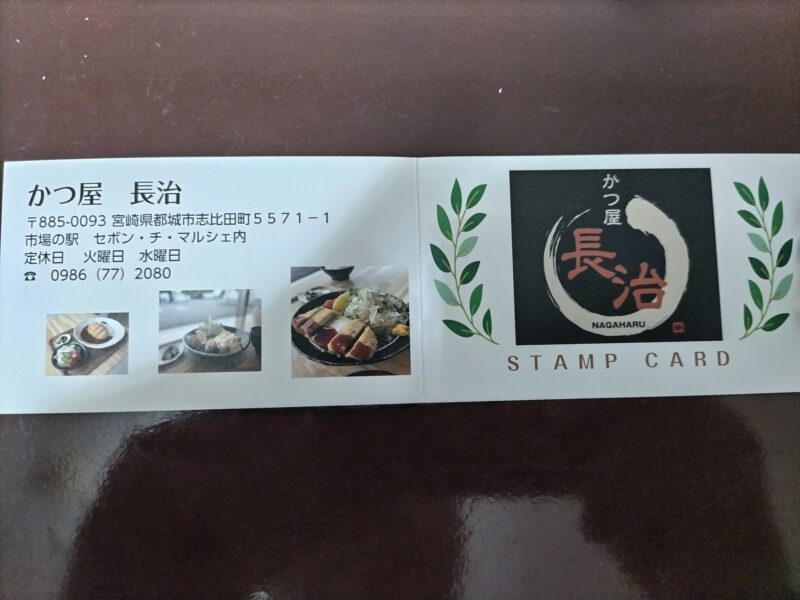 かつ屋　長治
〒885-0093 宮崎県都城市志比田町５５７１－１
市場の駅　セボン・チ・マルシェ内
定休日　火曜日　水曜日
☎　0986（77）2080
かつ屋
長治
NAGAHARU
STAMP CARD